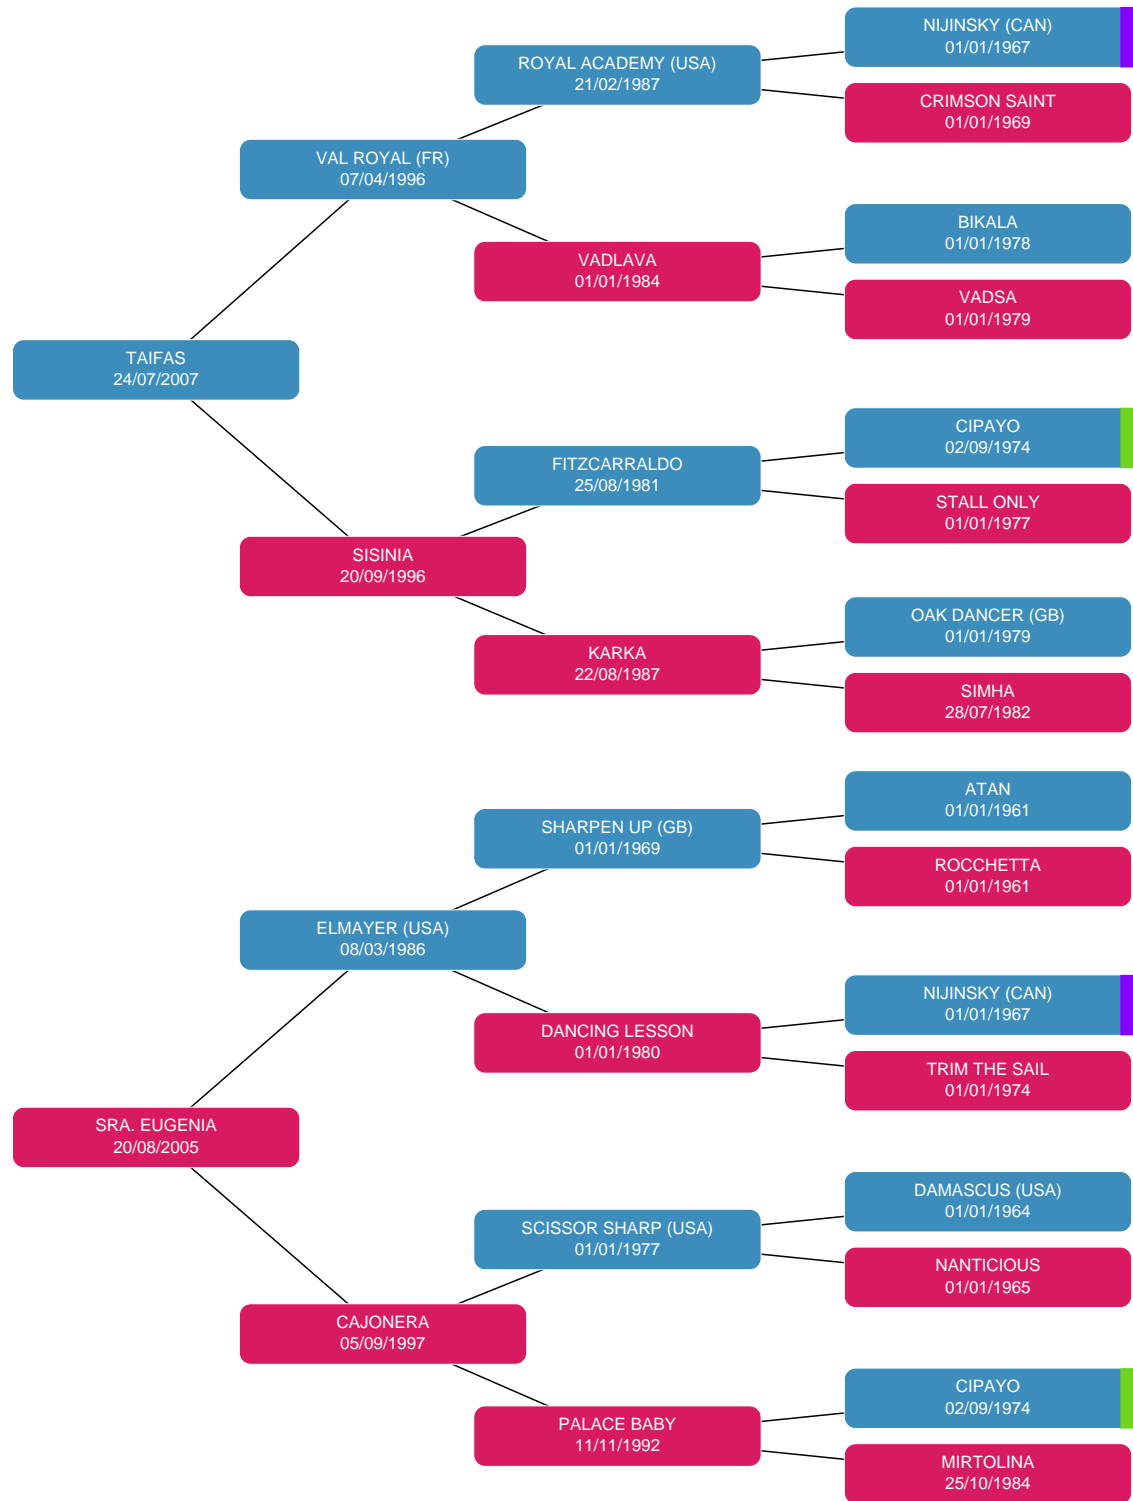 NIJINSKY (CAN)
01/01/1967
ROYAL ACADEMY (USA)
21/02/1987
CRIMSON SAINT
01/01/1969
VAL ROYAL (FR)
07/04/1996
BIKALA
01/01/1978
VADLAVA
01/01/1984
VADSA
01/01/1979
TAIFAS
24/07/2007
CIPAYO
02/09/1974
FITZCARRALDO
25/08/1981
STALL ONLY
01/01/1977
SISINIA
20/09/1996
OAK DANCER (GB)
01/01/1979
KARKA
22/08/1987
SIMHA
28/07/1982
ATAN
01/01/1961
SHARPEN UP (GB)
01/01/1969
ROCCHETTA
01/01/1961
ELMAYER (USA)
08/03/1986
NIJINSKY (CAN)
01/01/1967
DANCING LESSON
01/01/1980
TRIM THE SAIL
01/01/1974
SRA. EUGENIA
20/08/2005
DAMASCUS (USA)
01/01/1964
SCISSOR SHARP (USA)
01/01/1977
NANTICIOUS
01/01/1965
CAJONERA
05/09/1997
CIPAYO
02/09/1974
PALACE BABY
11/11/1992
MIRTOLINA
25/10/1984